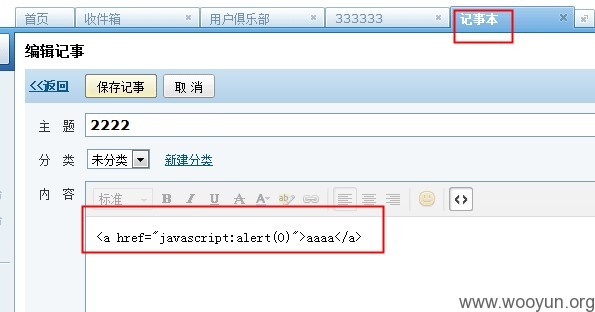 首页 收件箱 用户俱乐部 333333 记事本
编辑记事
<<返回 保存记事 取 消
主 题 2222
分 类 未分类 新建分类
内 容 标准 B I U A A ab <>
<a href="javascript:alert(0)">aaaa</a>
www.wooyun.org